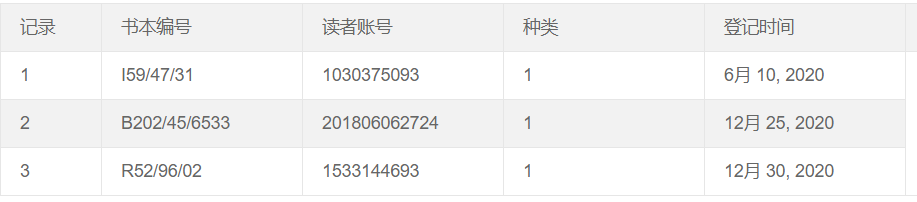 记录 书本编号 读者账号 种类 登记时间
1 I59/47/31 1030375093 1 6月 10, 2020
2 B202/45/6533 201806062724 1 12月 25, 2020
3 R52/96/02 1533144693 1 12月 30, 2020